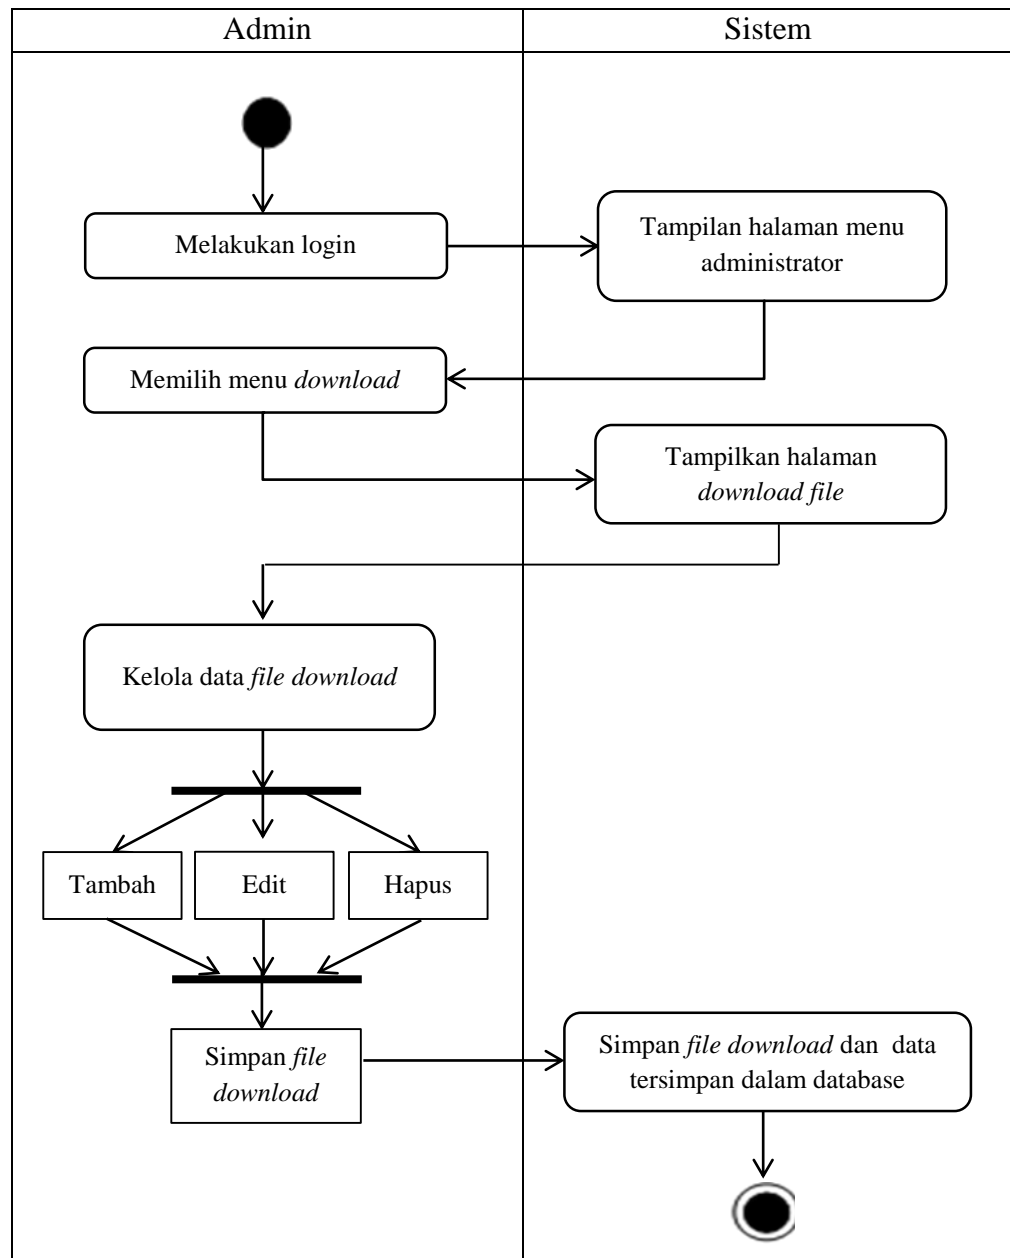 Admin
Sistem
Melakukan login
Tampilan halaman menu
administrator
Memilih menu download
Tampilkan halaman
download file
Kelola data file download
Tambah
Edit
Hapus
Simpan file
download
Simpan file download dan  data
tersimpan dalam database